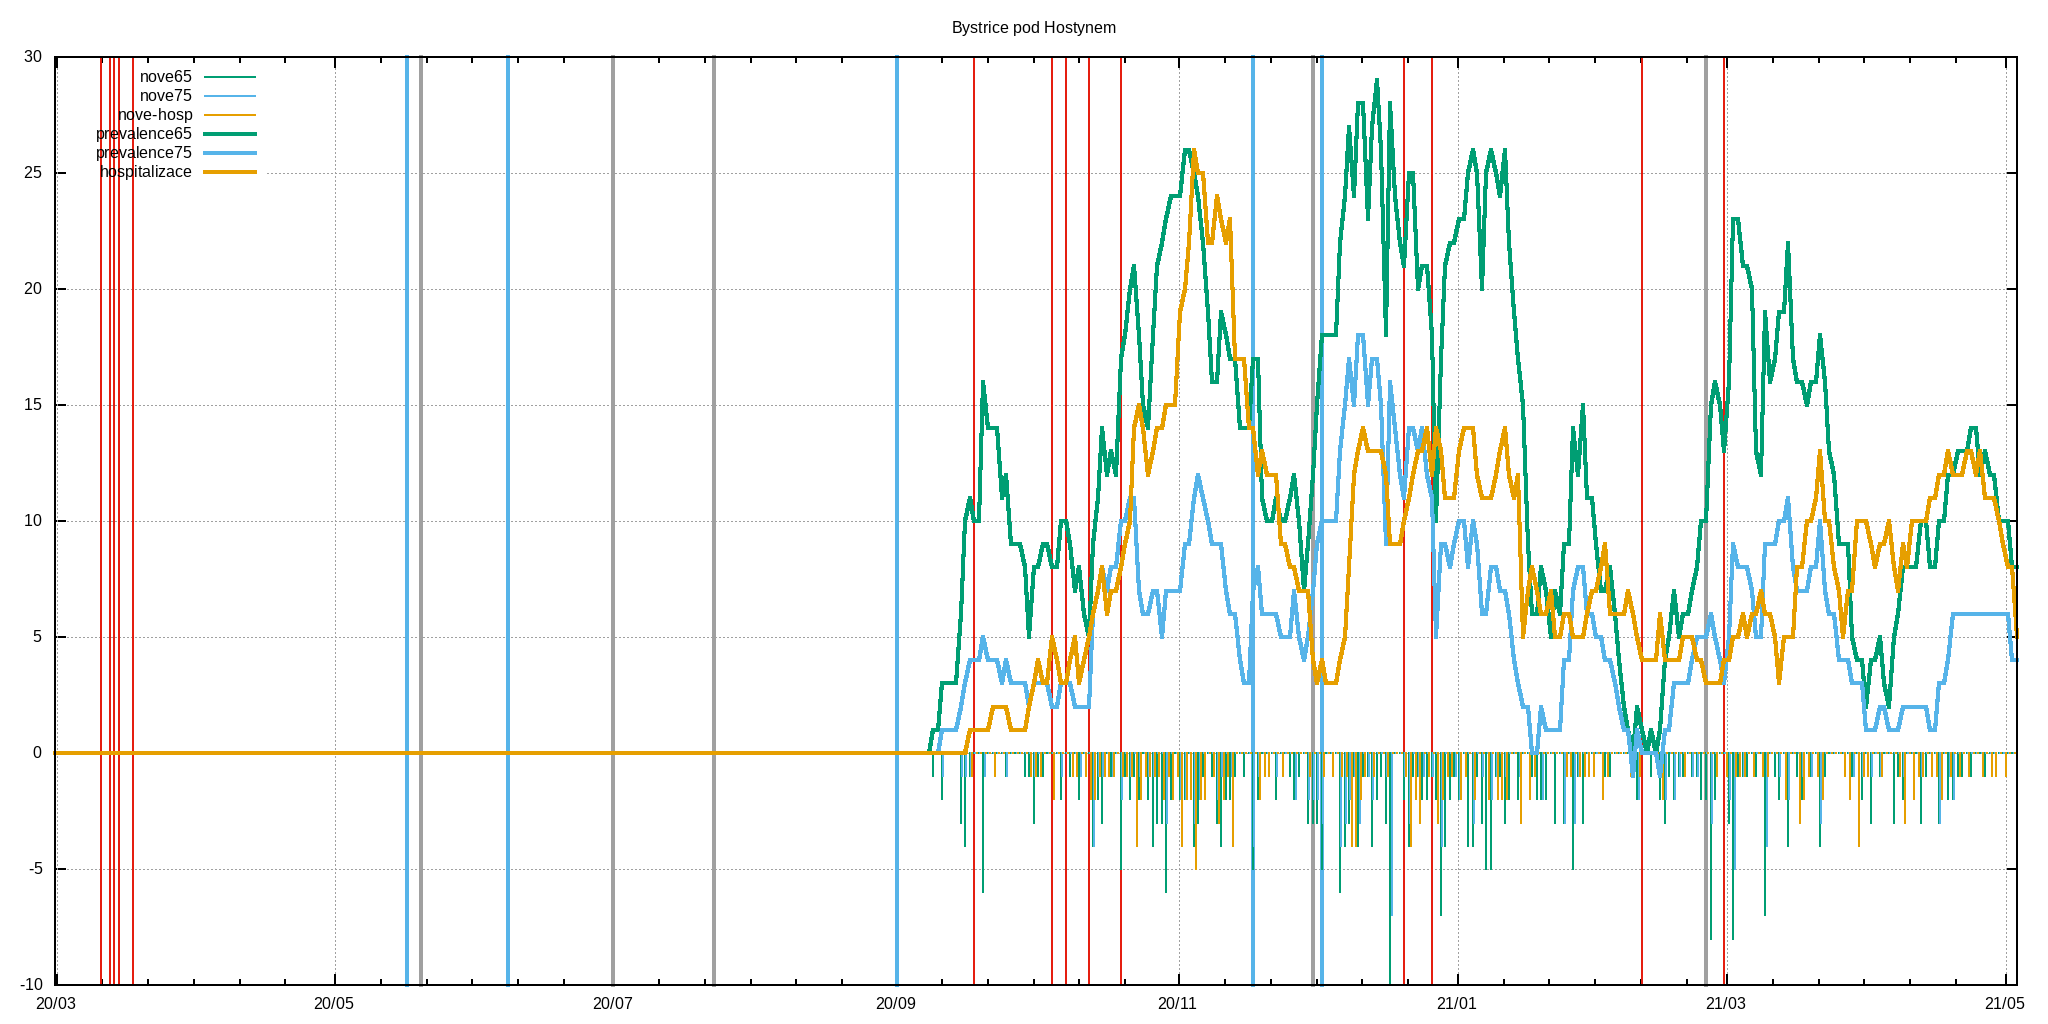 Bystrice pod Hostynem
30
25
20
15
10
5
0
-5
-10
nove65
nove75
nove-hosp
prevalence65
prevalence75
hospitalizace
20/03 20/05 20/07 20/09 20/11 21/01 21/03 21/05